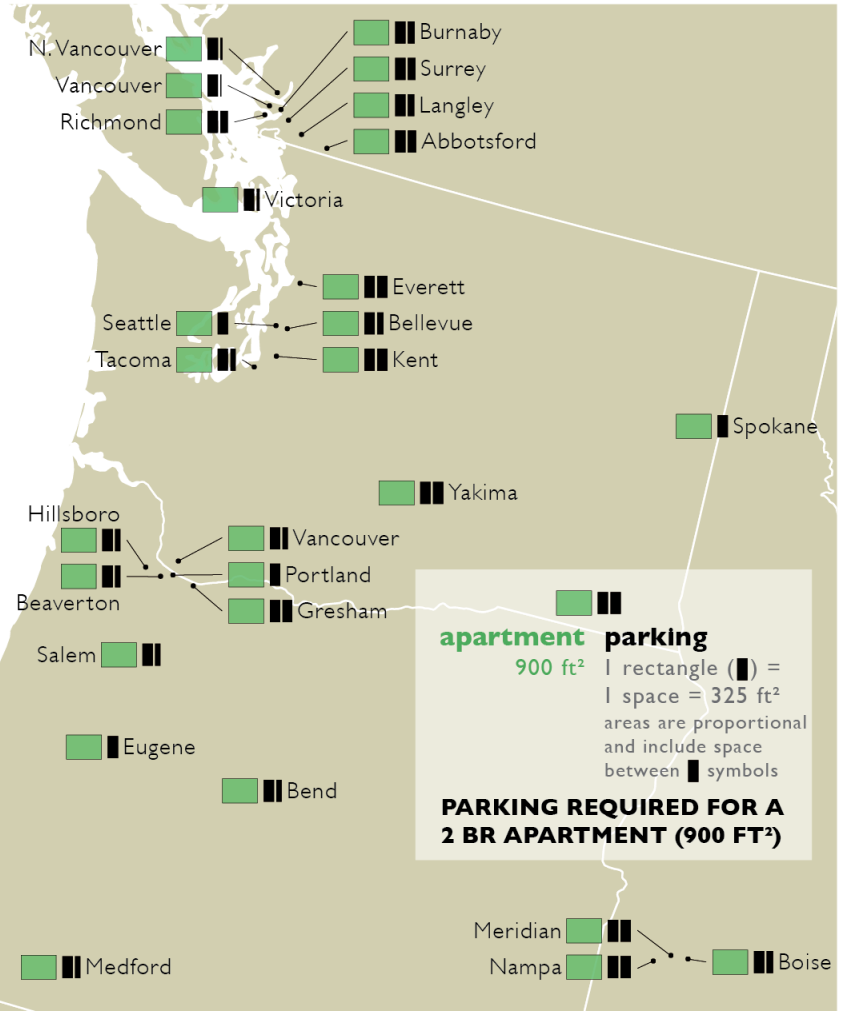 N. Vancouver
Burnaby
Vancouver
Surrey
Richmond
Langley
Abbotsford
Victoria
Everett
Seattle
Bellevue
Tacoma
Kent
Spokane
Yakima
Hillsboro
Vancouver
Portland
Beaverton
Gresham
Salem
Eugene
Bend
apartment
900 ft²
parking
1 rectangle ( ) =
1 space = 325 ft²
areas are proportional
and include space
between symbols
PARKING REQUIRED FOR A
2 BR APARTMENT (900 FT²)
Meridian
Nampa
Boise
Medford